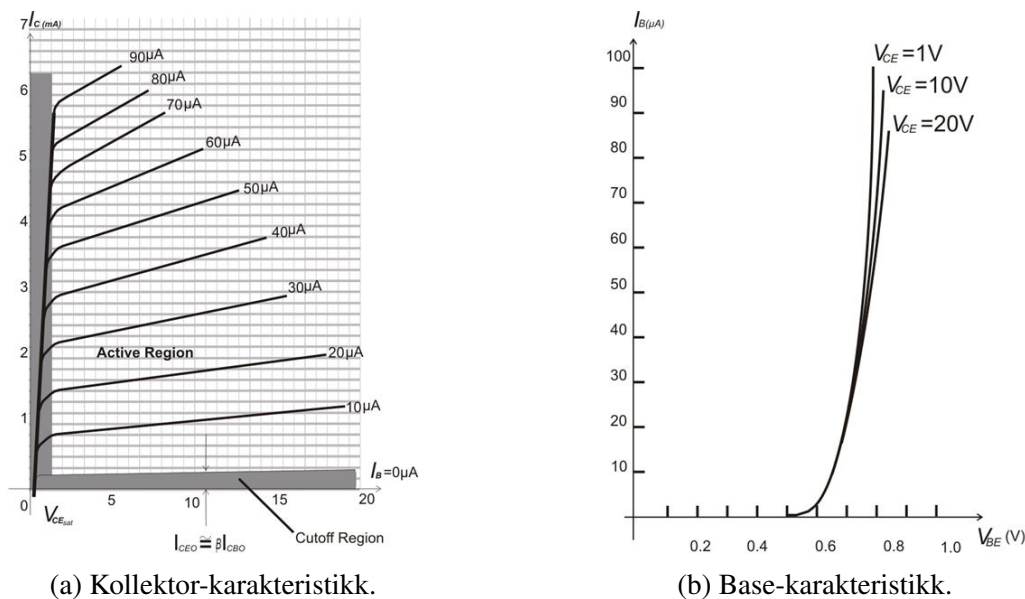 I_C (mA)
7
6
5
4
3
2
1
0
90µA
80µA
70µA
60µA
50µA
40µA
30µA
20µA
10µA
Active Region
I_B=0µA
5
10
15
20
V_CEsat
Cutoff Region
I_CEO ≅ βI_CBO
(a) Kollektor-karakteristikk.
I_B(µA)
100
90
80
70
60
50
40
30
20
10
V_CE=1V
V_CE=10V
V_CE=20V
0.2 0.4 0.6 0.8 1.0
V_BE (V)
(b) Base-karakteristikk.